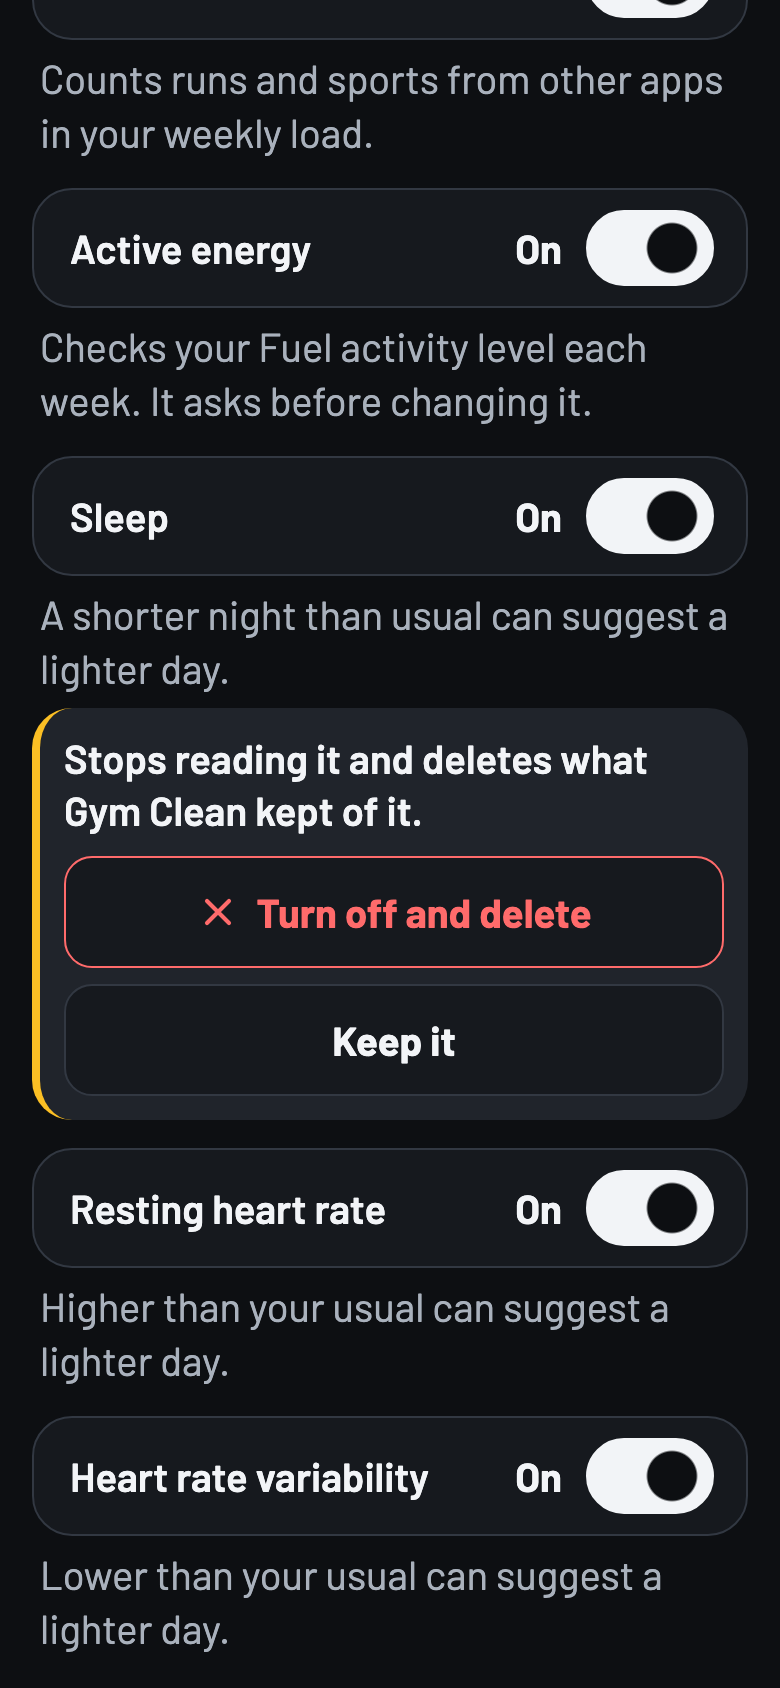 Counts runs and sports from other apps
in your weekly load.
Active energy On
Checks your Fuel activity level each
week. It asks before changing it.
Sleep On
A shorter night than usual can suggest a
lighter day.
Stops reading it and deletes what
Gym Clean kept of it.
Turn off and delete
Keep it
Resting heart rate On
Higher than your usual can suggest a
lighter day.
Heart rate variability On
Lower than your usual can suggest a
lighter day.